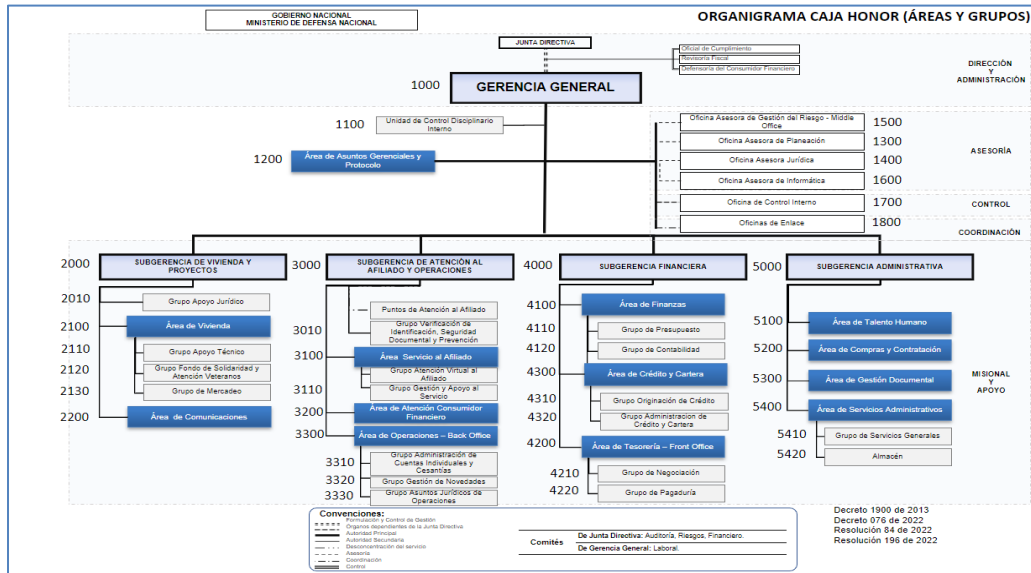 GOBIERNO NACIONAL
MINISTERIO DE DEFENSA NACIONAL
ORGANIGRAMA CAJA HONOR (ÁREAS Y GRUPOS)
JUNTA DIRECTIVA
Oficial de Cumplimiento
Revisoría Fiscal
Defensoría del Consumidor Financiero
DIRECCIÓN
Y
ADMINISTRACIÓN
1000
GERENCIA GENERAL
1100
Unidad de Control Disciplinario
Interno
1200
Área de Asuntos Gerenciales y
Protocolo
Oficina Asesora de Gestión del Riesgo - Middle
Office
1500
Oficina Asesora de Planeación
1300
Oficina Asesora Jurídica
1400
Oficina Asesora de Informática
1600
ASESORÍA
Oficina de Control Interno
1700
CONTROL
Oficinas de Enlace
1800
COORDINACIÓN
2000
SUBGERENCIA DE VIVIENDA Y
PROYECTOS
2010
Grupo Apoyo Jurídico
2100
Área de Vivienda
2110
Grupo Apoyo Técnico
2120
Grupo Fondo de Solidaridad y
Atención Veteranos
2130
Grupo de Mercadeo
2200
Área de Comunicaciones
3000
SUBGERENCIA DE ATENCIÓN AL
AFILIADO Y OPERACIONES
Puntos de Atención al Afiliado
3010
Grupo Verificación de
Identificación, Seguridad
Documental y Prevención
3100
Área Servicio al Afiliado
Grupo Atención Virtual al
Afiliado
3110
Grupo Gestión y Apoyo al
Servicio
3200
Área de Atención Consumidor
Financiero
3300
Área de Operaciones – Back Office
3310
Grupo Administración de
Cuentas Individuales y
Cesantías
3320
Grupo Gestión de Novedades
3330
Grupo Asuntos Jurídicos de
Operaciones
4000
SUBGERENCIA FINANCIERA
4100
Área de Finanzas
4110
Grupo de Presupuesto
4120
Grupo de Contabilidad
4300
Área de Crédito y Cartera
4310
Grupo Originación de Crédito
4320
Grupo Administracion de
Crédito y Cartera
4200
Área de Tesorería – Front Office
4210
Grupo de Negociación
4220
Grupo de Pagaduría
5000
SUBGERENCIA ADMINISTRATIVA
5100
Área de Talento Humano
5200
Área de Compras y Contratación
5300
Área de Gestión Documental
5400
Área de Servicios Administrativos
5410
Grupo de Servicios Generales
5420
Almacén
MISIONAL
Y
APOYO
Convenciones:
Formulación y Control de Gestión
Órganos dependientes de la Junta Directiva
Autoridad Principal
Autoridad Secundaria
Desconcentración del servicio
Asesoría
Coordinación
Control
Comités
De Junta Directiva: Auditoría, Riesgos, Financiero.
De Gerencia General: Laboral.
Decreto 1900 de 2013
Decreto 076 de 2022
Resolución 84 de 2022
Resolución 196 de 2022